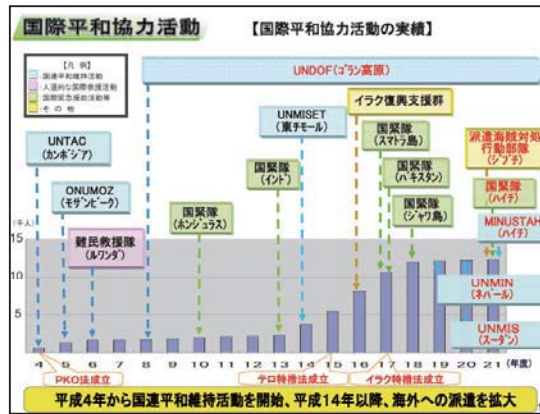 国際平和協力活動
【国際平和協力活動の実績】
凡 例
：国連平和維持活動
：人道的な国際救援活動
：国際緊急援助活動等
：そ の 他
UNDOF(ｺﾞﾗﾝ高原)
UNTAC
(ｶﾝﾎﾞｼﾞｱ)
ONUMOZ
(ﾓｻﾞﾝﾋﾞｰｸ)
難民救援隊
(ﾙﾜﾝﾀﾞ)
国緊隊
(ﾎﾝｼﾞｭﾗｽ)
国緊隊
(ｲﾝﾄﾞ)
UNMISET
(東ﾁﾓｰﾙ)
イラク復興支援群
国緊隊
(ｽﾏﾄﾗ島)
国緊隊
(ﾊﾟｷｽﾀﾝ)
国緊隊
(ｼﾞｬﾜ島)
派遣海賊対処
行動部隊
(ｼﾞﾌﾞﾁ)
国緊隊
(ﾊｲﾁ)
MINUSTAH
(ﾊｲﾁ)
UNMIN
(ﾈﾊﾟｰﾙ)
UNMIS
(ｽｰﾀﾞﾝ)
(千人)
15
10
5
4 5 6 7 8 9 10 11 12 13 14 15 16 17 18 19 20 21 (年度)
PKO法成立
テロ特措法成立
イラク特措法成立
平成4年から国連平和維持活動を開始、平成14年以降、海外への派遣を拡大